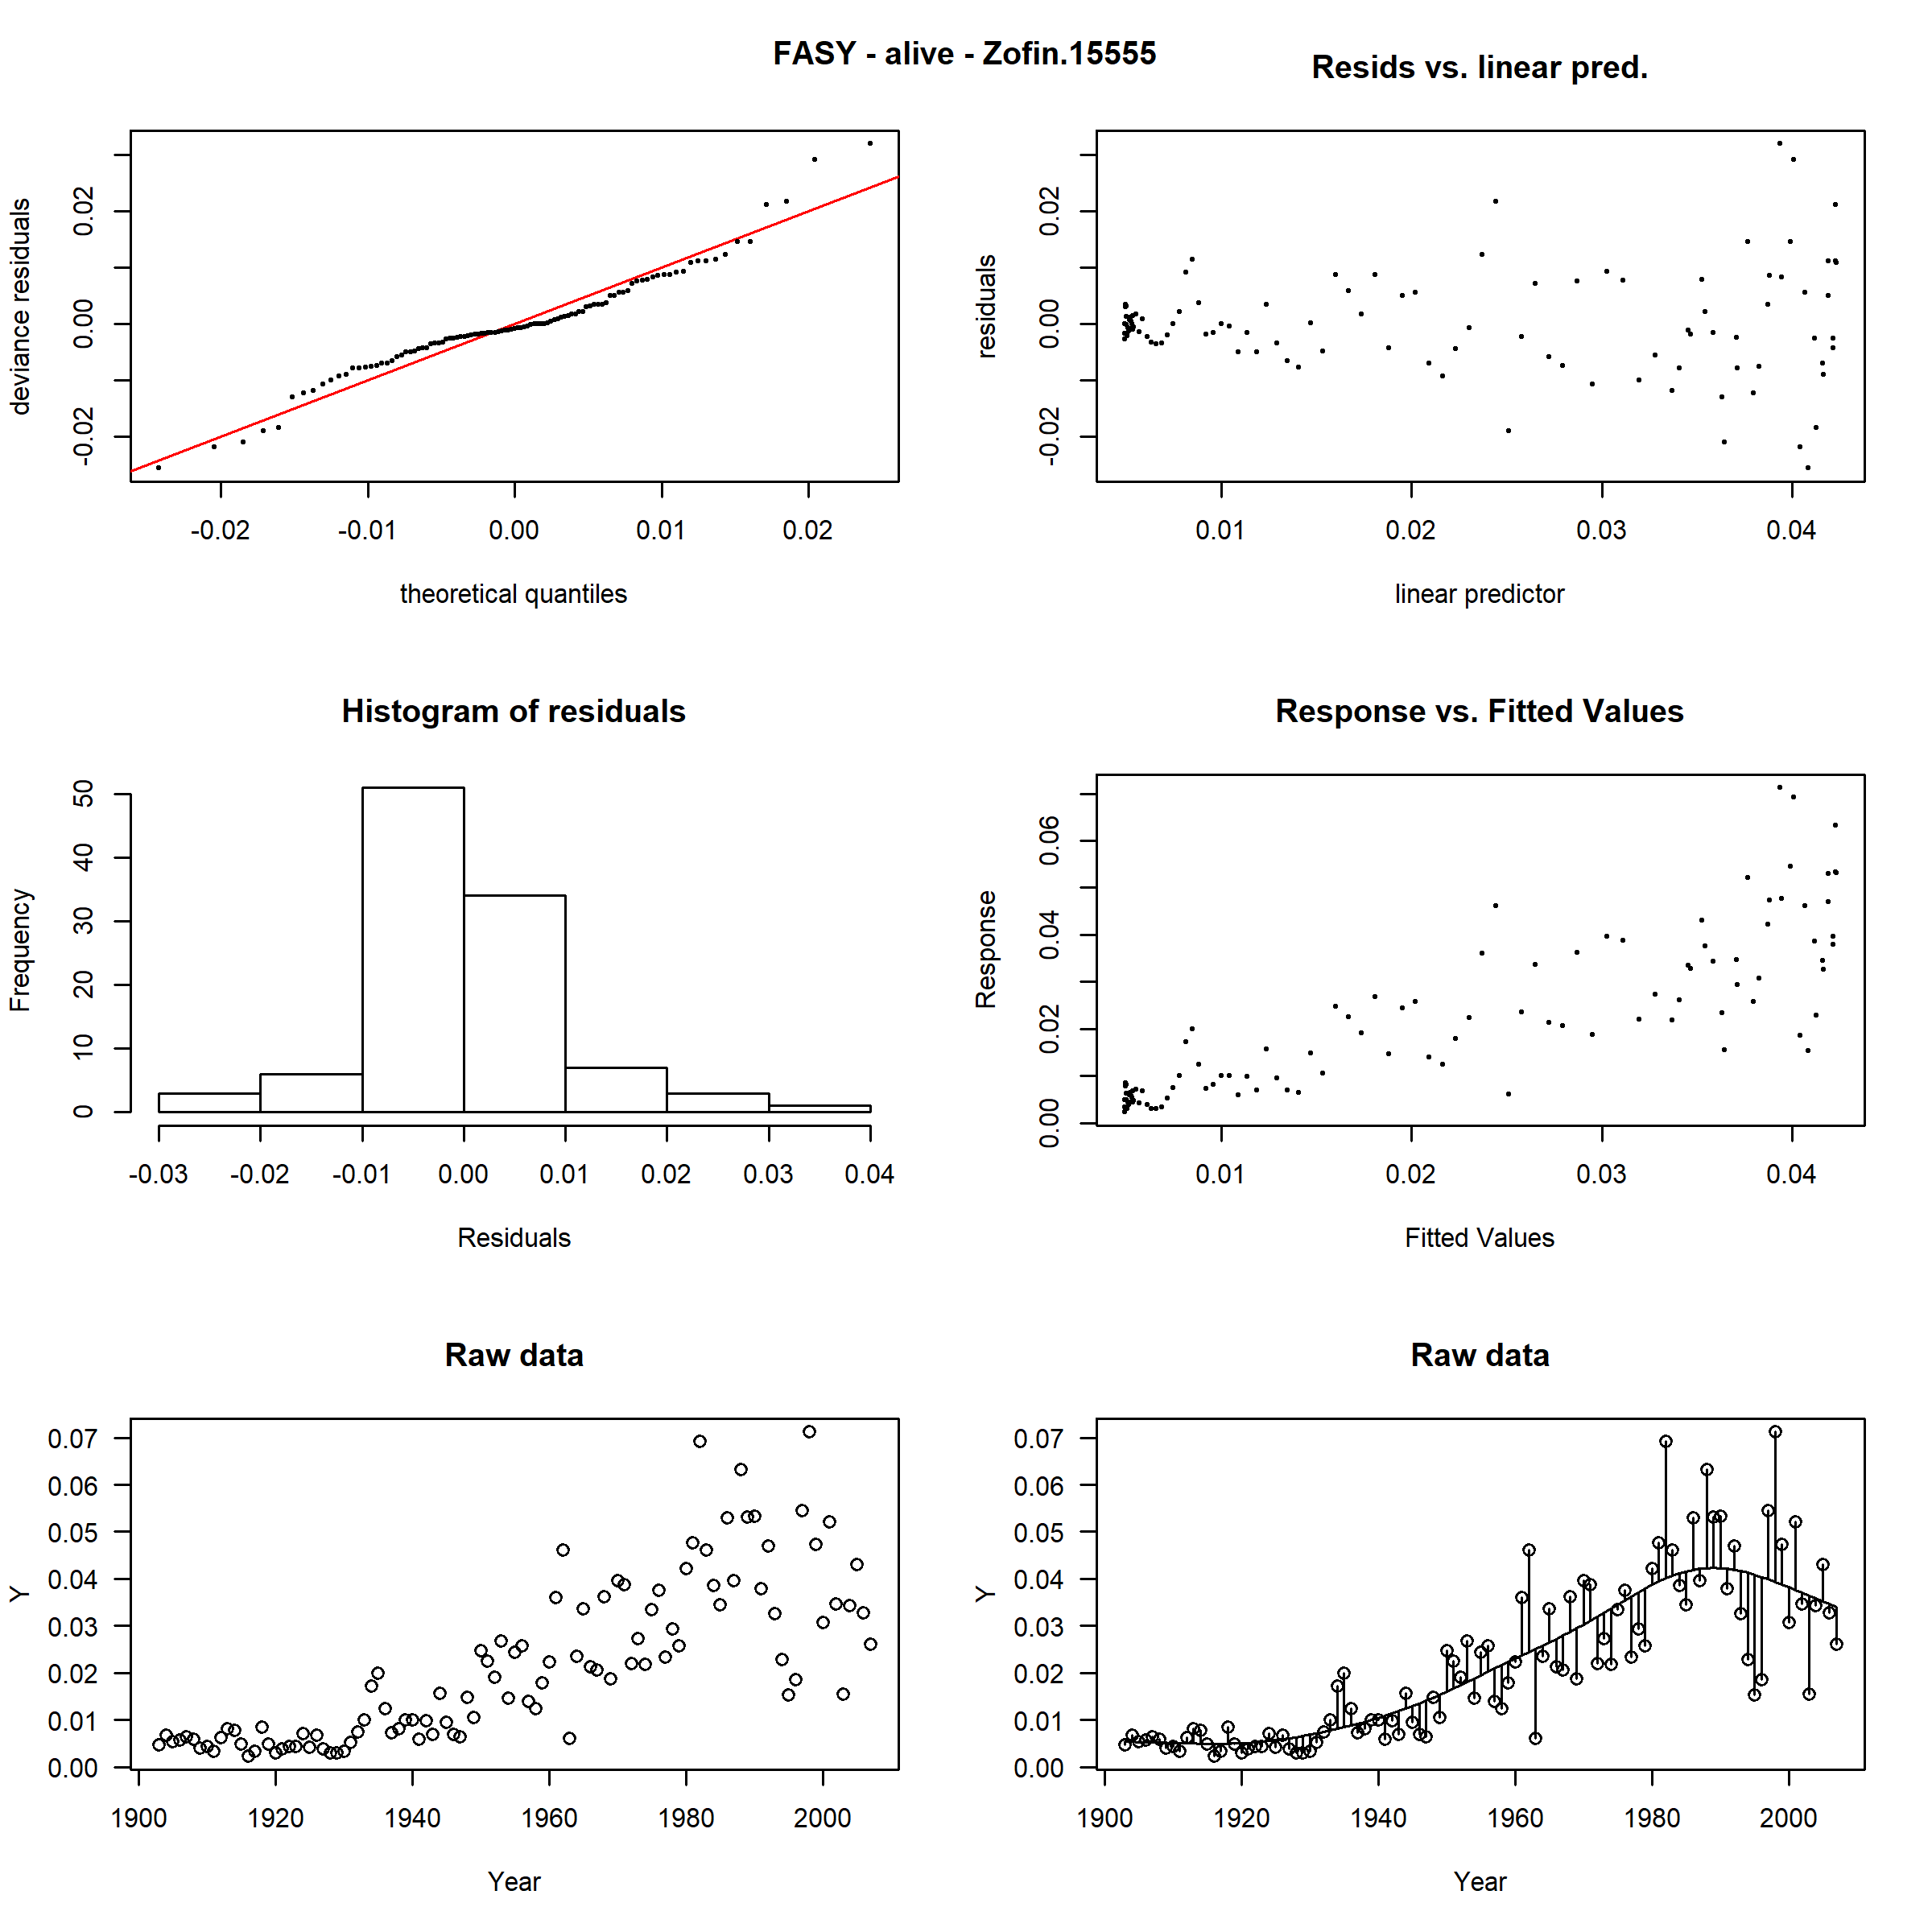 FASY - alive - Zofin.15555
Resids vs. linear pred.
deviance residuals
-0.02 0.00 0.02
-0.02 -0.01 0.00 0.01 0.02
theoretical quantiles
residuals
-0.02 0.00 0.02
0.01 0.02 0.03 0.04
linear predictor
Histogram of residuals
Frequency
0 10 20 30 40 50
-0.03 -0.02 -0.01 0.00 0.01 0.02 0.03 0.04
Residuals
Response vs. Fitted Values
Response
0.00 0.02 0.04 0.06
0.01 0.02 0.03 0.04
Fitted Values
Raw data
Y
0.07
0.06
0.05
0.04
0.03
0.02
0.01
0.00
1900 1920 1940 1960 1980 2000
Year
Raw data
Y
0.07
0.06
0.05
0.04
0.03
0.02
0.01
0.00
1900 1920 1940 1960 1980 2000
Year